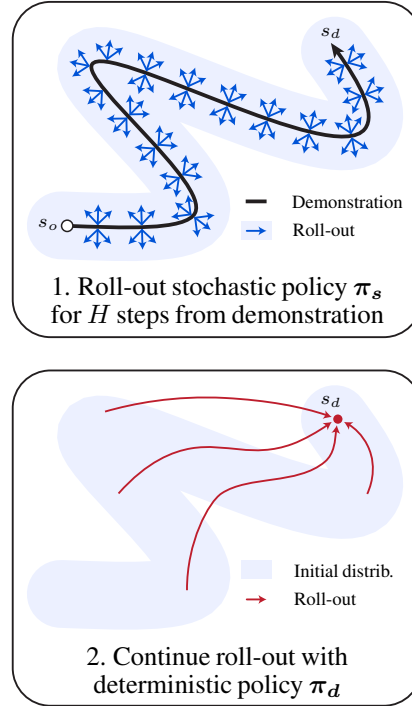 s_d
s_o
Demonstration
Roll-out
1. Roll-out stochastic policy π_s
for H steps from demonstration
s_d
Initial distrib.
Roll-out
2. Continue roll-out with
deterministic policy π_d